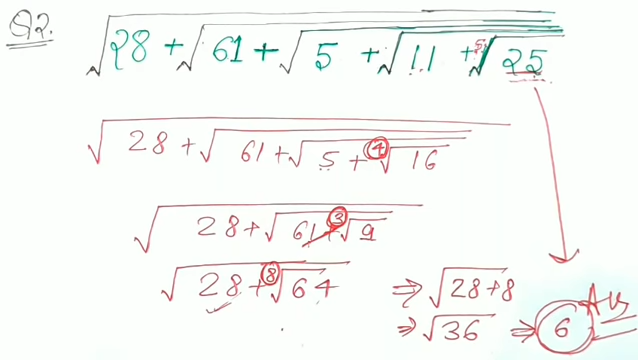 Q2.
√28 + √61 + √5 + √11 + ⁵√25
√28 + √61 + √5 + ④√16
√28 + √61 + ③√9
√28 + ⑧√64 ⇒ √28+8
⇒ √36 ⇒ 6 Ans